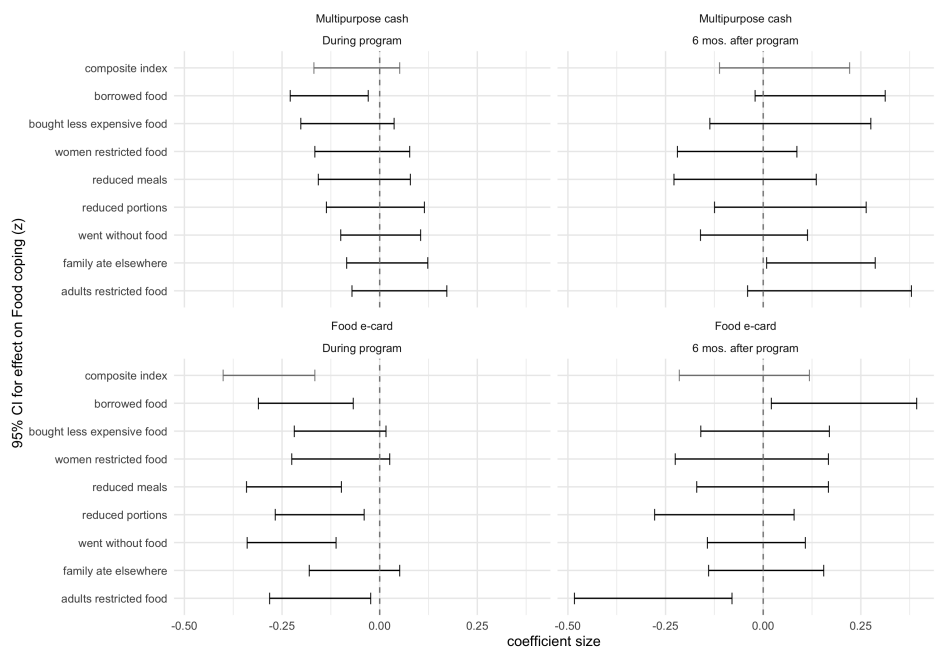 Multipurpose cash
During program
Multipurpose cash
6 mos. after program
composite index
borrowed food
bought less expensive food
women restricted food
reduced meals
reduced portions
went without food
family ate elsewhere
adults restricted food
95% CI for effect on Food coping (z)
Food e-card
During program
Food e-card
6 mos. after program
composite index
borrowed food
bought less expensive food
women restricted food
reduced meals
reduced portions
went without food
family ate elsewhere
adults restricted food
-0.50 -0.25 0.00 0.25
-0.50 -0.25 0.00 0.25
coefficient size